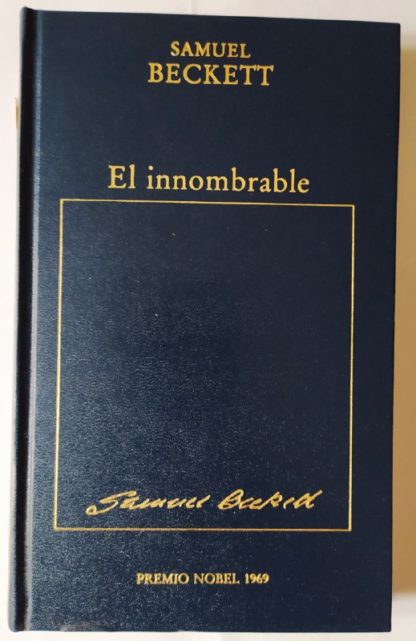 SAMUEL
BECKETT
El innombrable
Samuel Beckett
PREMIO NOBEL 1969